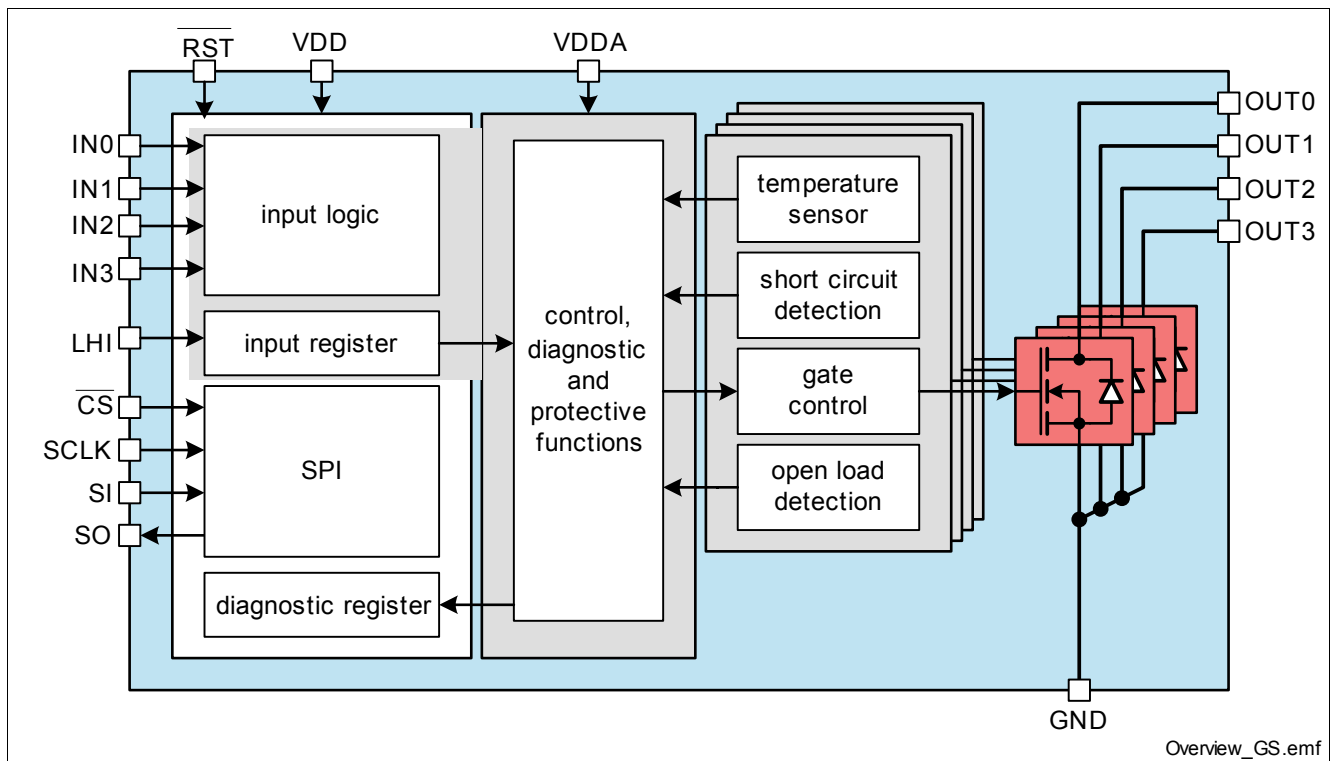 RST
VDD
VDDA
IN0
IN1
IN2
IN3
LHI
CS
SCLK
SI
SO
input logic
input register
SPI
diagnostic register
control,
diagnostic
and
protective
functions
temperature
sensor
short circuit
detection
gate
control
open load
detection
OUT0
OUT1
OUT2
OUT3
GND
Overview_GS.emf